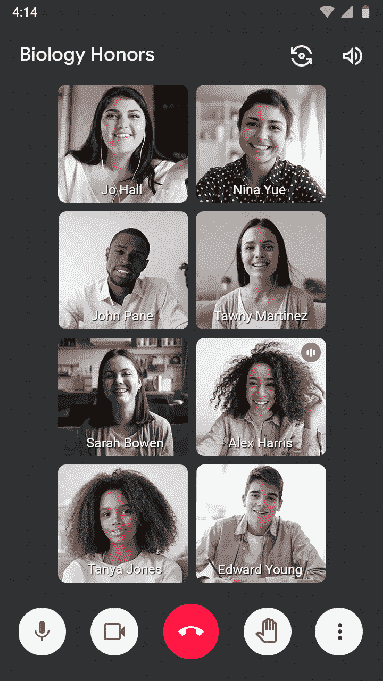 4:14
Biology Honors
Jo Hall
Nina Yue
John Pane
Tawny Martinez
Sarah Bowen
Alex Harris
Tanya Jones
Edward Young